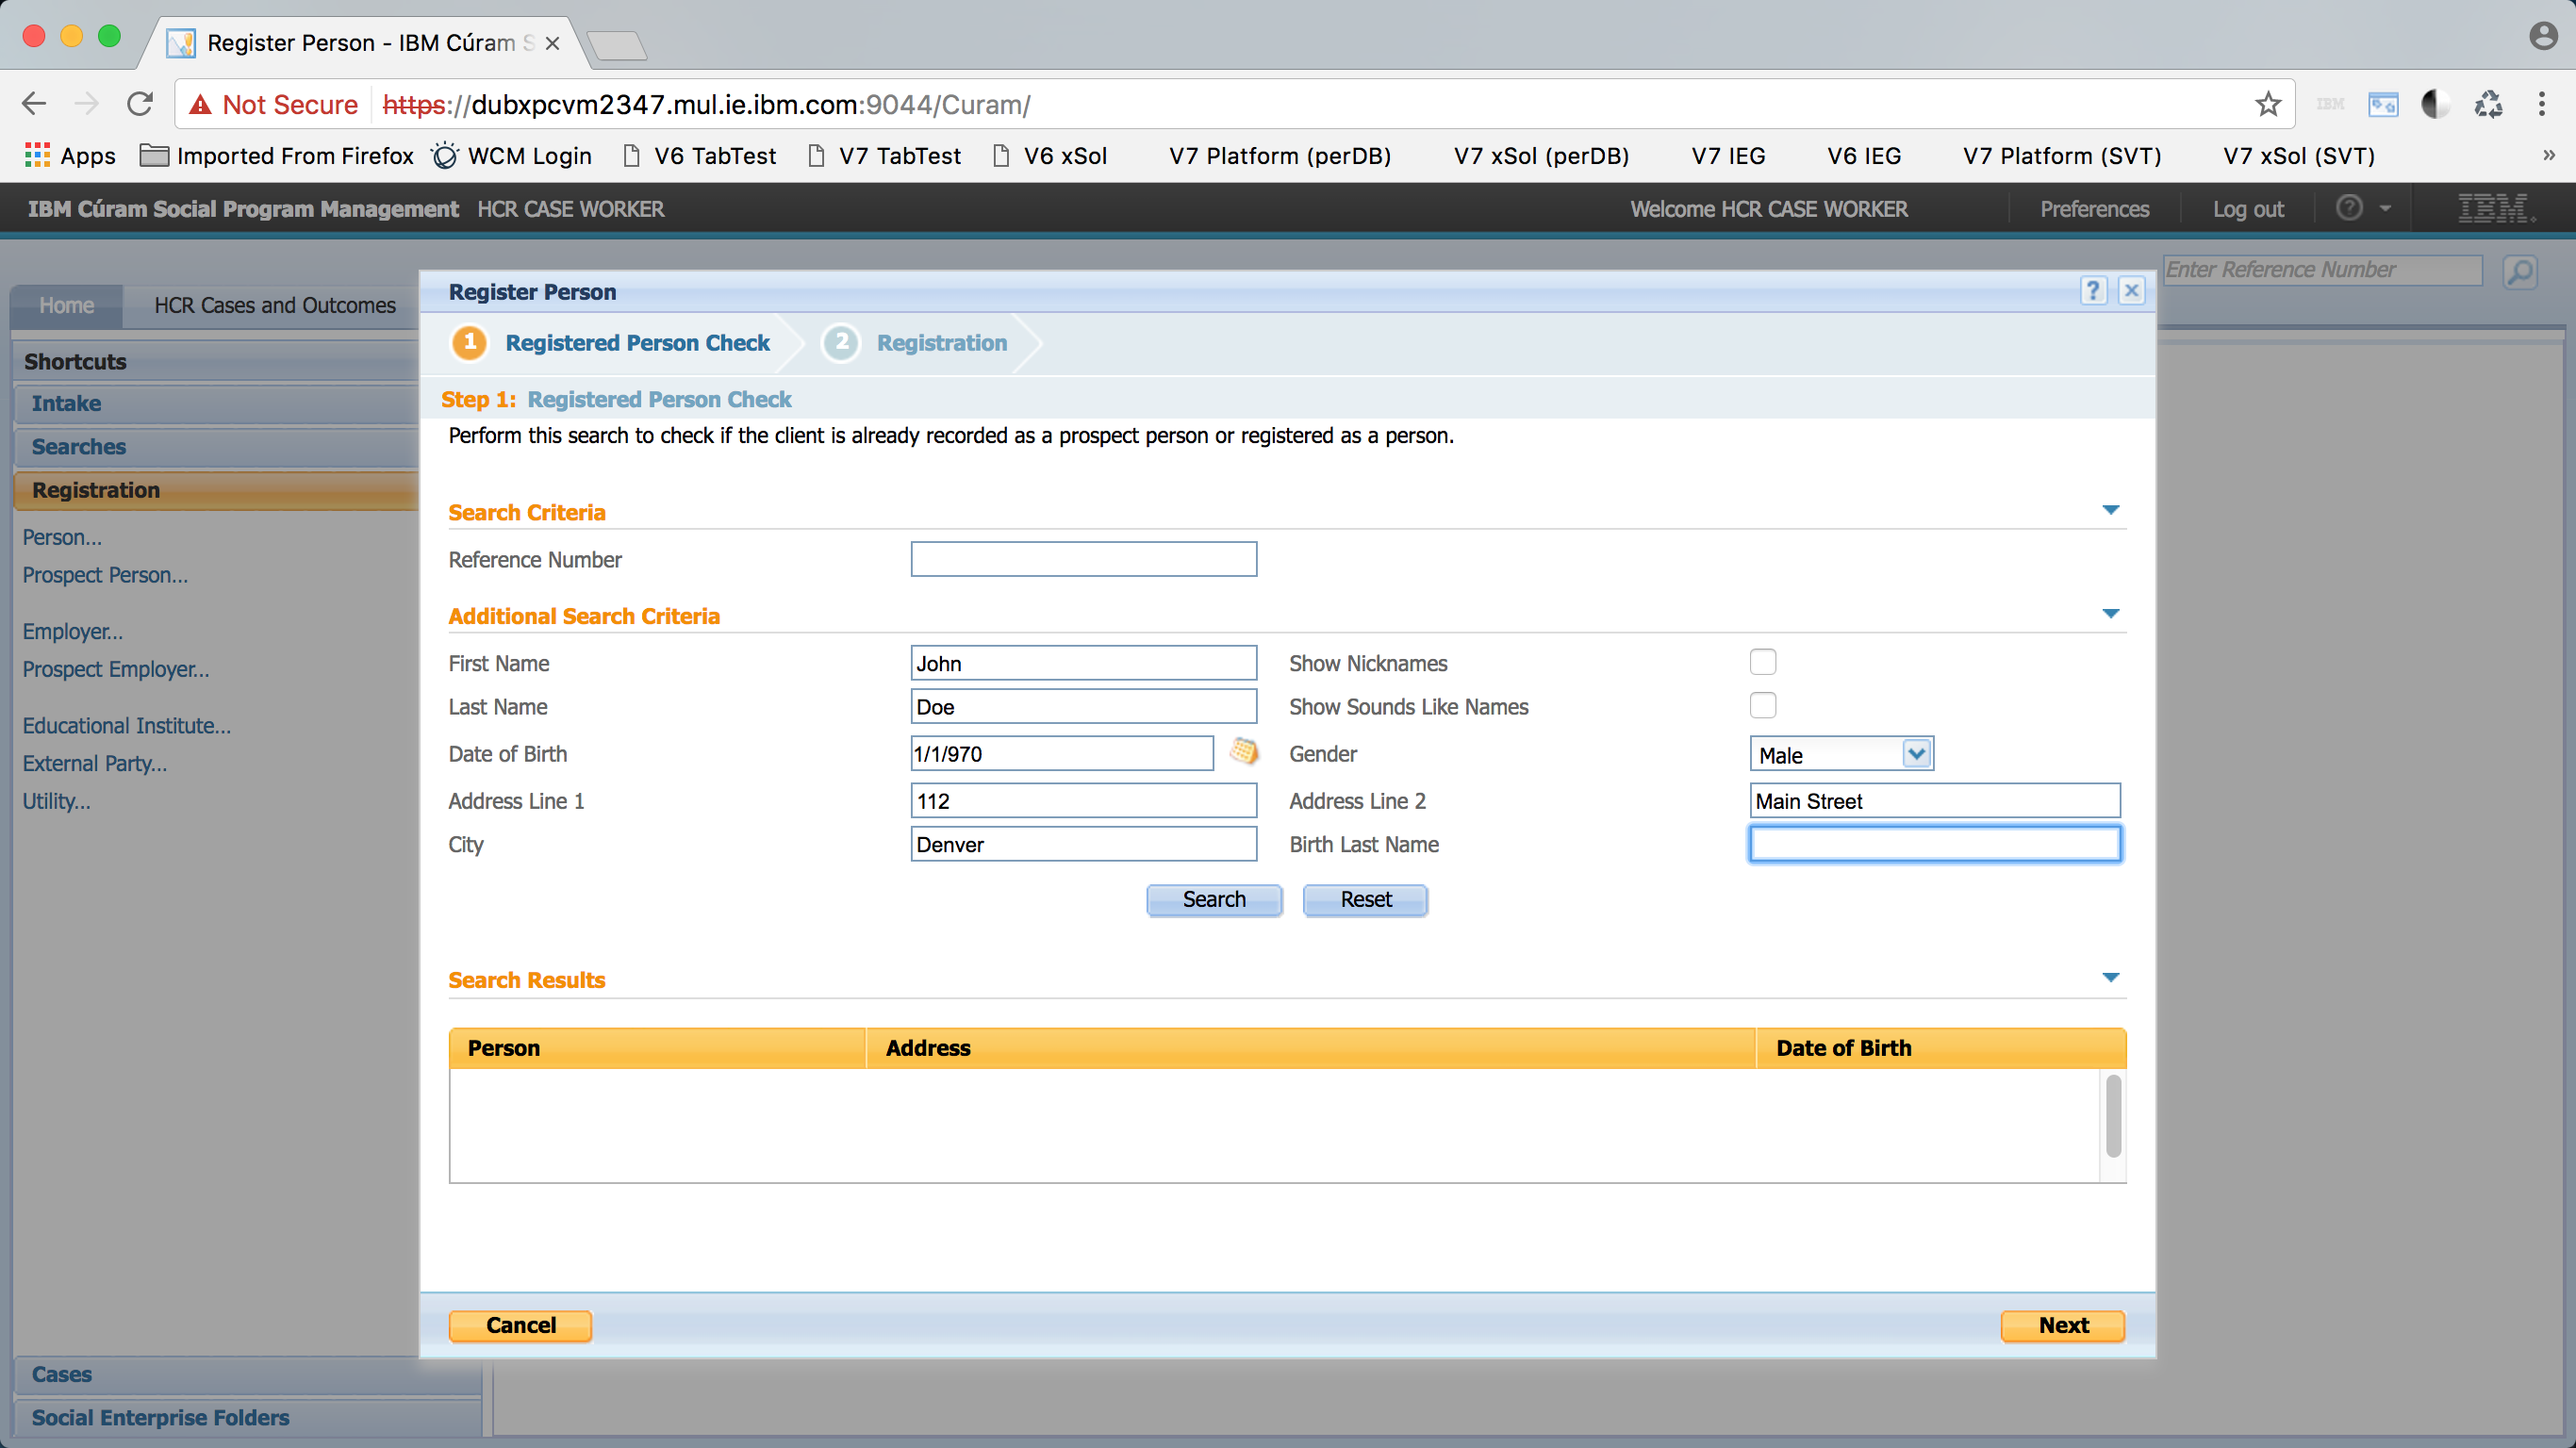 Register Person - IBM Cúram S
Not Secure https://dubxpcvm2347.mul.ie.ibm.com:9044/Curam/
IBM
Apps Imported From Firefox WCM Login V6 TabTest V7 TabTest V6 xSol V7 Platform (perDB) V7 xSol (perDB) V7 IEG V6 IEG V7 Platform (SVT) V7 xSol (SVT) »
IBM Cúram Social Program Management HCR CASE WORKER Welcome HCR CASE WORKER Preferences Log out ? IBM
Enter Reference Number
Home HCR Cases and Outcomes
Shortcuts
Intake
Searches
Registration
Person...
Prospect Person...
Employer...
Prospect Employer...
Educational Institute...
External Party...
Utility...
Cases
Social Enterprise Folders
Register Person ?
1 Registered Person Check 2 Registration
Step 1: Registered Person Check
Perform this search to check if the client is already recorded as a prospect person or registered as a person.
Search Criteria
Reference Number
Additional Search Criteria
First Name John Show Nicknames
Last Name Doe Show Sounds Like Names
Date of Birth 1/1/970 Gender Male
Address Line 1 112 Address Line 2 Main Street
City Denver Birth Last Name
Search Reset
Search Results
Person Address Date of Birth
Cancel Next